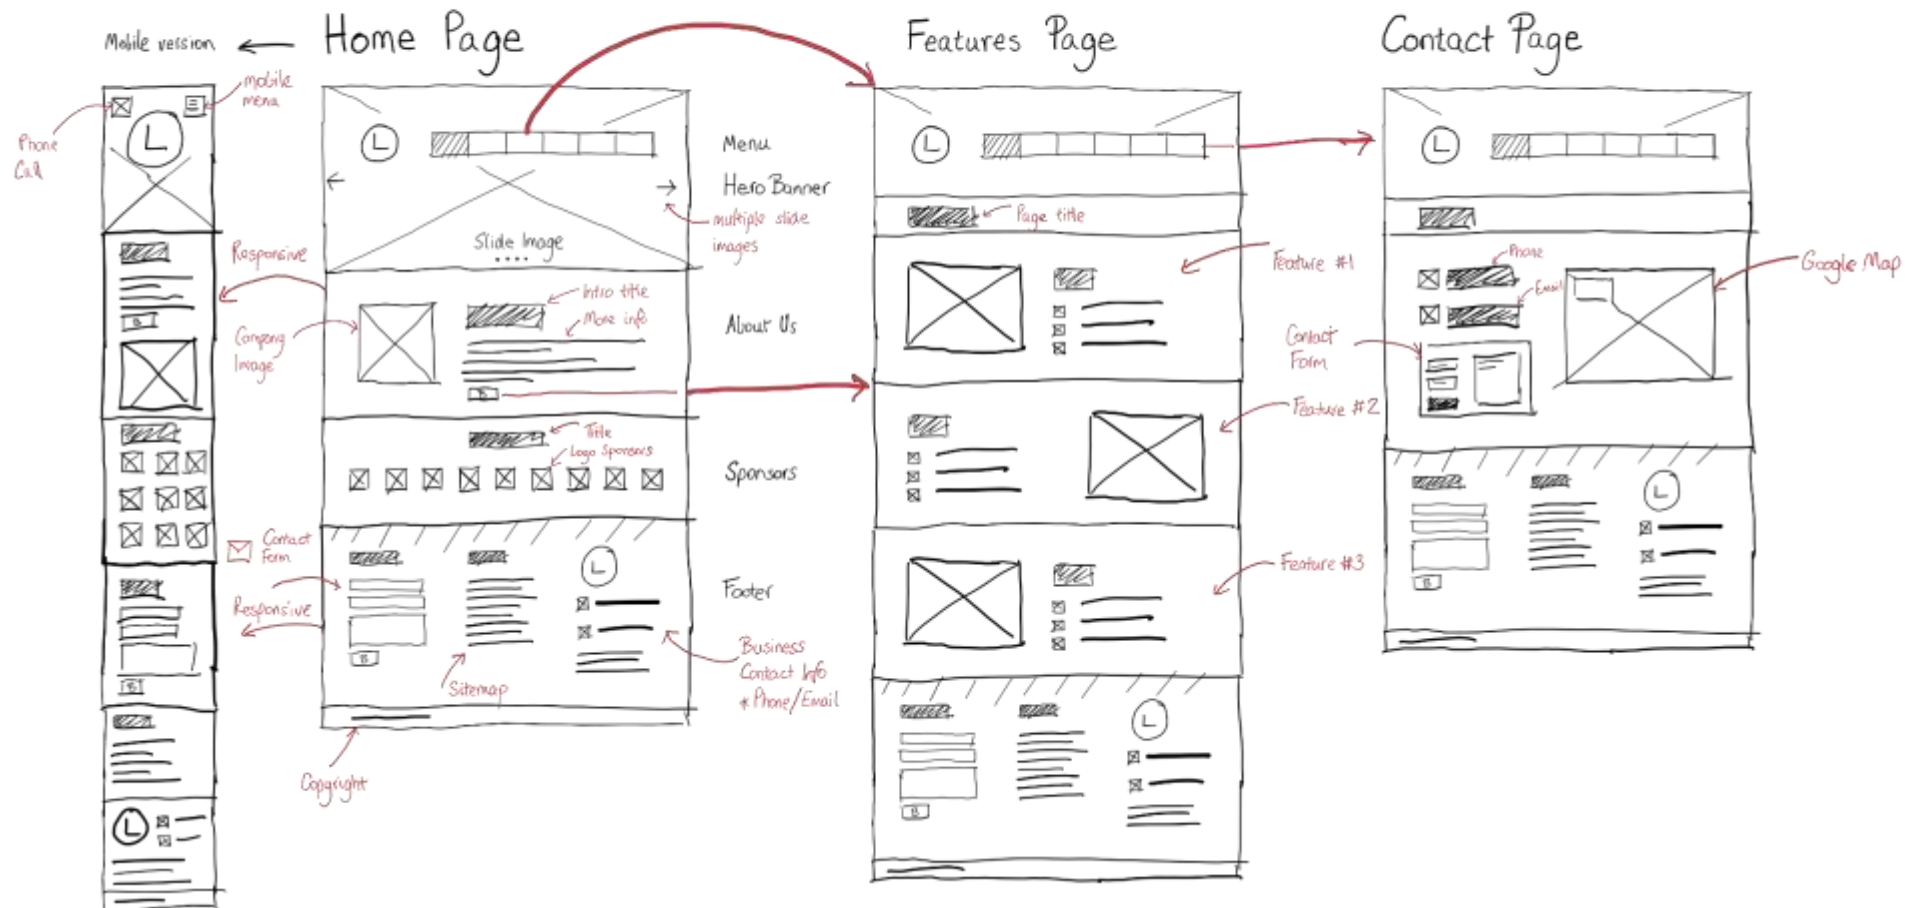 Mobile version
Home Page
Features Page
Contact Page
mobile
menu
Phone
Call
L
L
Menu
Hero Banner
multiple slide
images
Slide Image
Responsive
Intro title
More info
About Us
Company
Image
B
B
Title
Logo Sponsors
Sponsors
Contact
Form
Responsive
L
Footer
B
B
Sitemap
Business
Contact Info
* Phone/Email
Copyright
L
L
Page title
Feature #1
Feature #2
Feature #3
L
B
L
Phone
Email
Google Map
Contact
Form
L
B